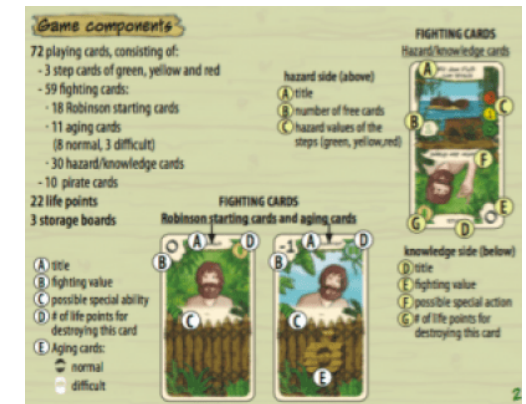 Game components
72 playing cards, consisting of:
- 3 step cards of green, yellow and red
- 59 fighting cards:
· 18 Robinson starting cards
· 11 aging cards
(8 normal, 3 difficult)
· 30 hazard/knowledge cards
- 10 pirate cards
22 life points
3 storage boards
FIGHTING CARDS
Hazard/knowledge cards
hazard side (above)
A title
B number of free cards
C hazard values of the
steps (green, yellow,red)
A
B
C
F
E
G
D
knowledge side (below)
D title
E fighting value
F possible special action
G # of life points for
destroying this card
FIGHTING CARDS
Robinson starting cards and aging cards
A title
B fighting value
C possible special ability
D # of life points for
destroying this card
E Aging cards:
normal
difficult
A
D
B
0
C
-1
A
D
B
C
E
2